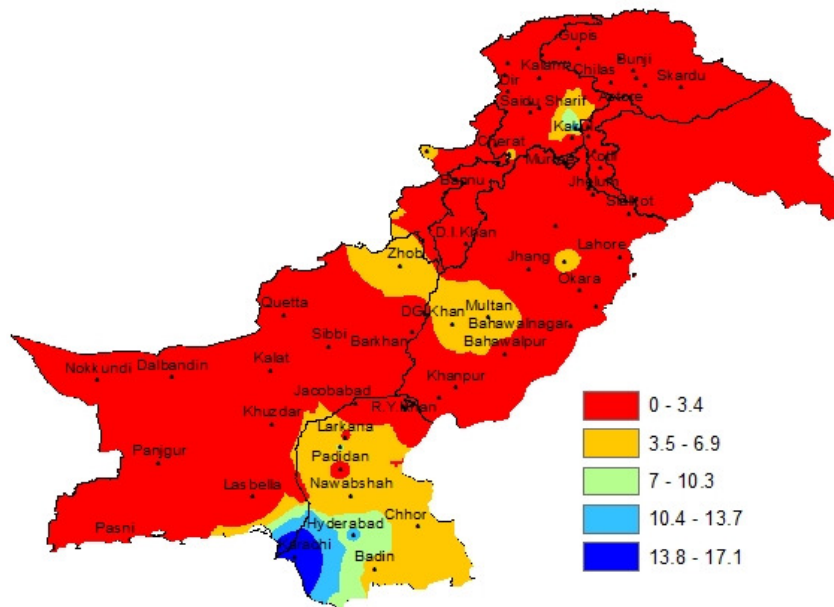 Gupis
Kalam
Bunji
Chilas
Dir
Skardu
Astore
Saidu Sharif
Cherat
Kotli
Bannu
Jhelum
Sialkot
D.I.Khan
Lahore
Zhob
Jhang
Okara
Quetta
DG Khan
Multan
Bahawalnagar
Sibbi
Barkhan
Bahawalpur
Kalat
Nokkundi
Dalbandin
Khanpur
Jacobabad
R.Y.Khan
0 - 3.4
Khuzdar
Larkana
3.5 - 6.9
Panjgur
Padidan
7 - 10.3
Lasbella
Nawabshah
Pasni
Hyderabad
Chhor
10.4 - 13.7
Karachi
Badin
13.8 - 17.1